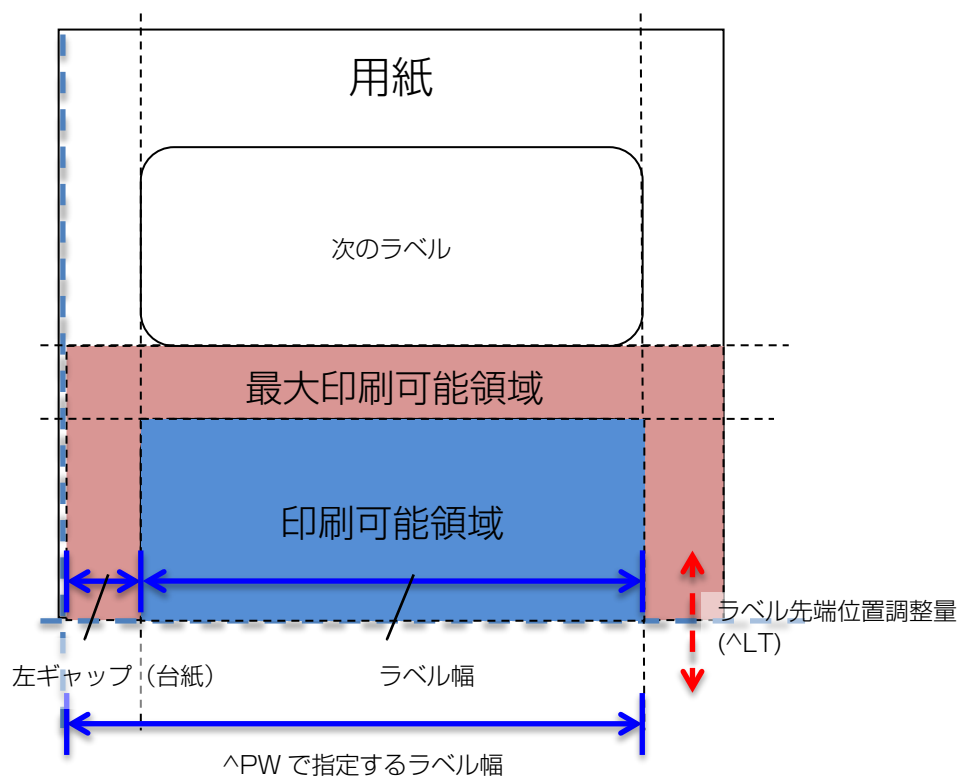 用紙
次のラベル
最大印刷可能領域
印刷可能領域
ラベル先端位置調整量
(^LT)
左ギャップ（台紙）
ラベル幅
^PW で指定するラベル幅